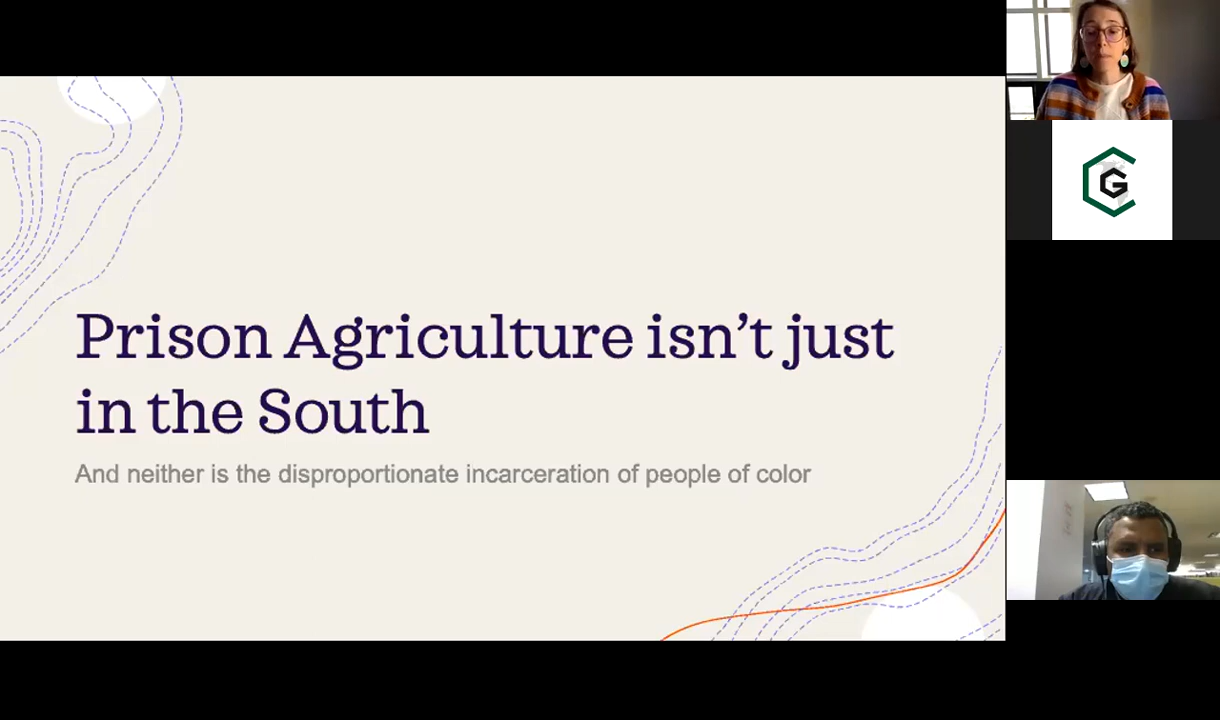 Prison Agriculture isn’t just
in the South
And neither is the disproportionate incarceration of people of color
G